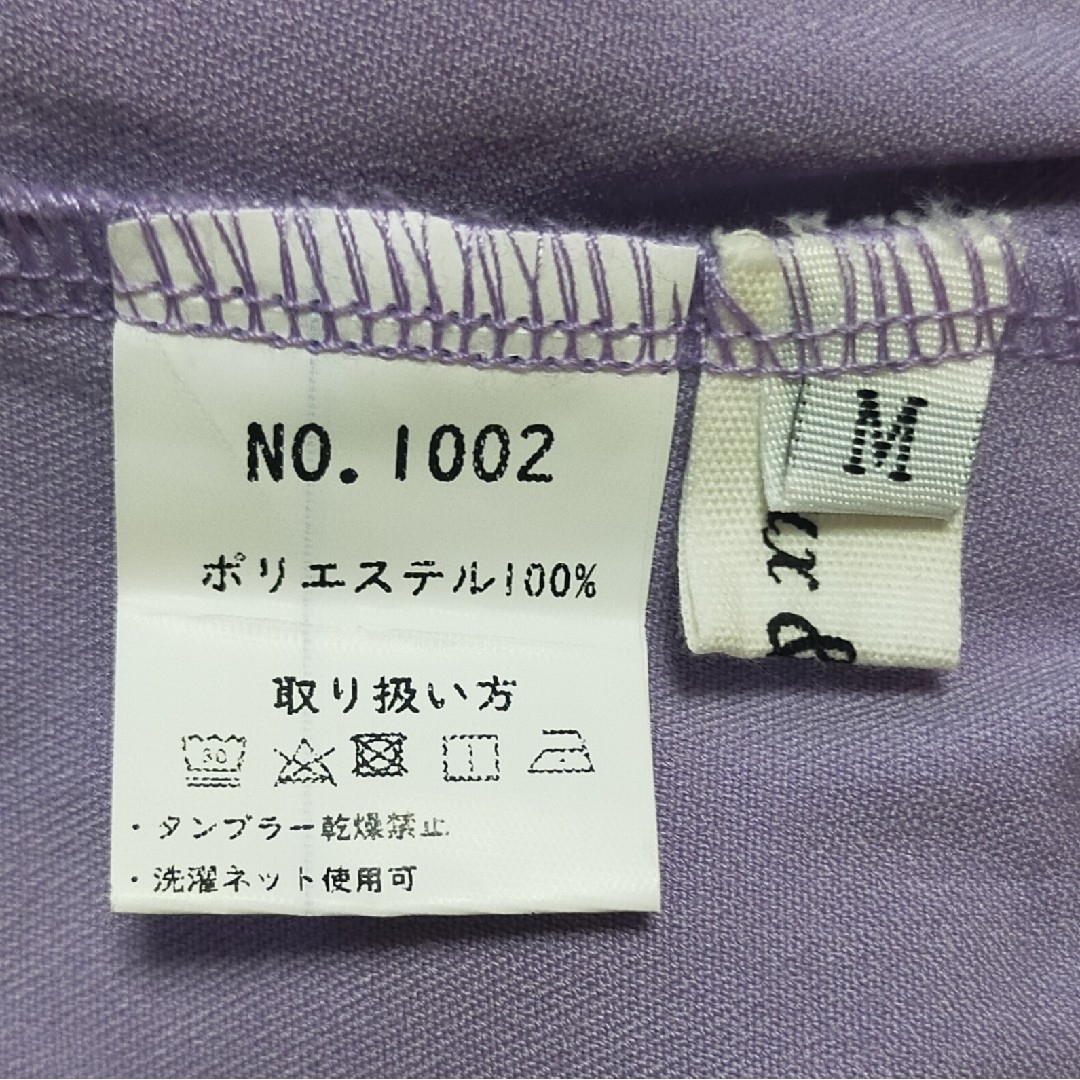 NO. 1002
ポリエステル100%
取り扱い方
30
・タンブラー乾燥禁止
・洗濯ネット使用可
M
&